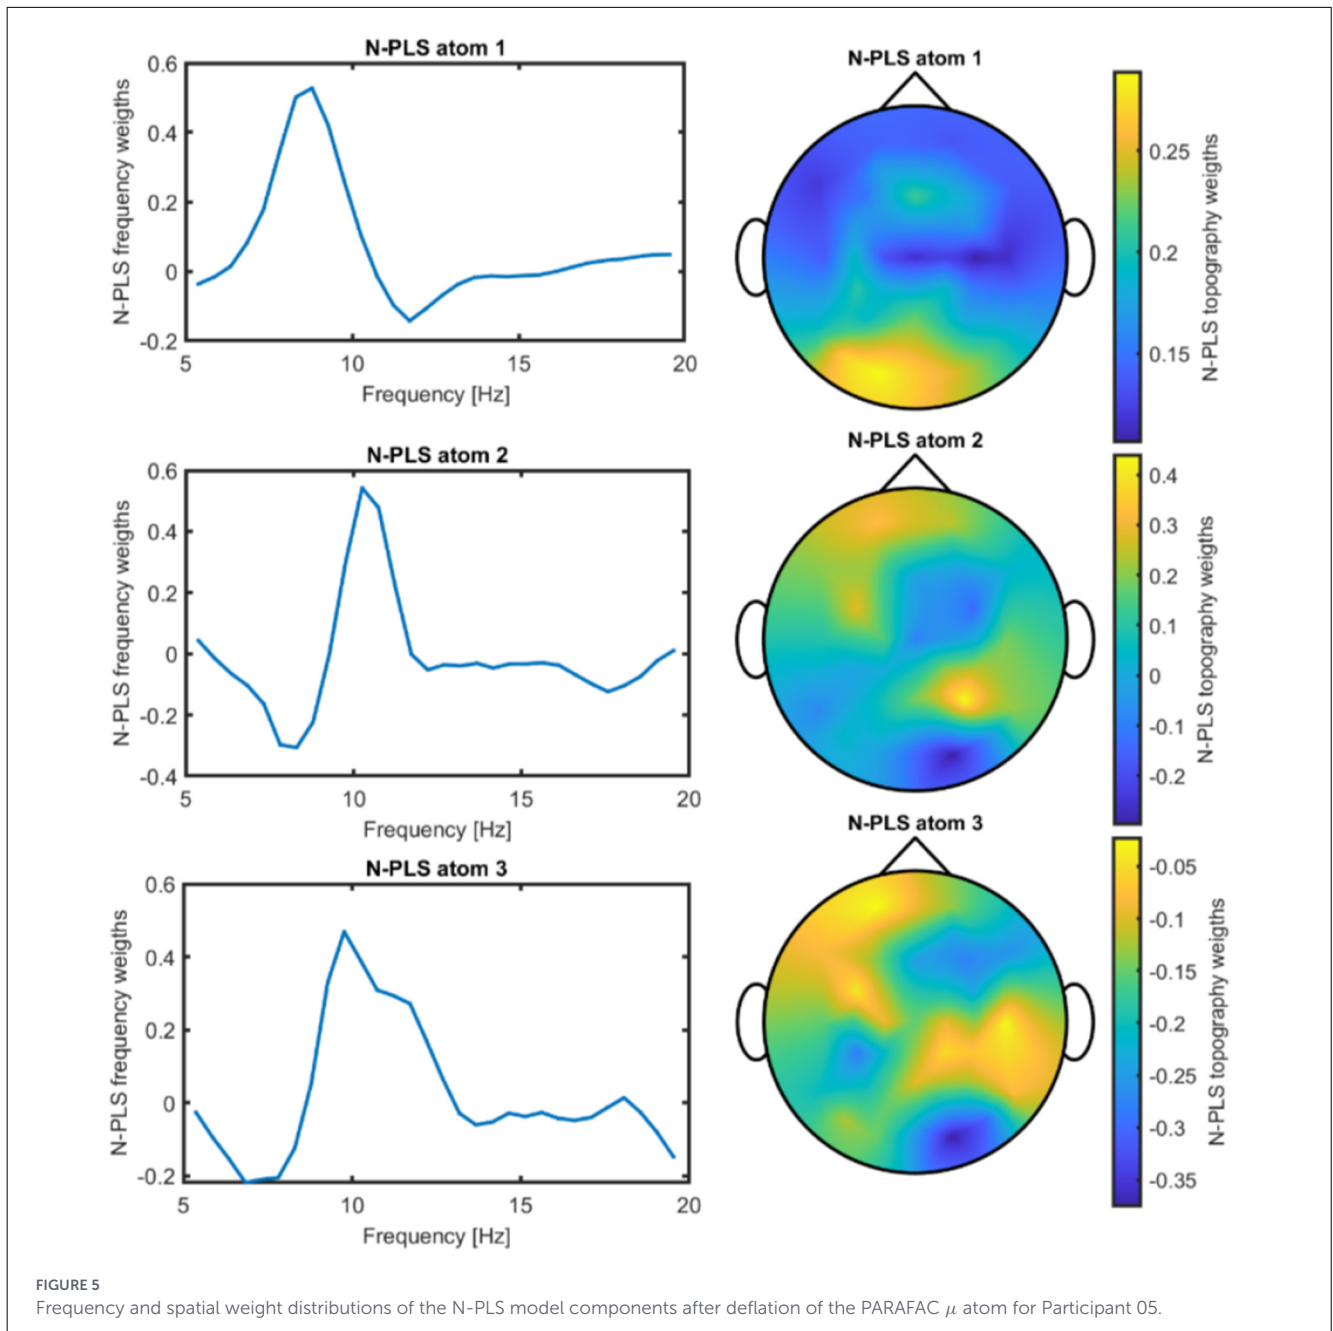 N-PLS atom 1
N-PLS frequency weigths
0.6
0.4
0.2
0
-0.2
5
10
15
20
Frequency [Hz]
N-PLS atom 1
0.25
0.2
0.15
N-PLS topography weigths
N-PLS atom 2
N-PLS frequency weigths
0.6
0.4
0.2
0
-0.2
-0.4
5
10
15
20
Frequency [Hz]
N-PLS atom 2
0.4
0.3
0.2
0.1
0
-0.1
-0.2
N-PLS topography weigths
N-PLS atom 3
N-PLS frequency weigths
0.6
0.4
0.2
0
-0.2
5
10
15
20
Frequency [Hz]
N-PLS atom 3
-0.05
-0.1
-0.15
-0.2
-0.25
-0.3
-0.35
N-PLS topography weigths
FIGURE 5
Frequency and spatial weight distributions of the N-PLS model components after deflation of the PARAFAC μ atom for Participant 05.